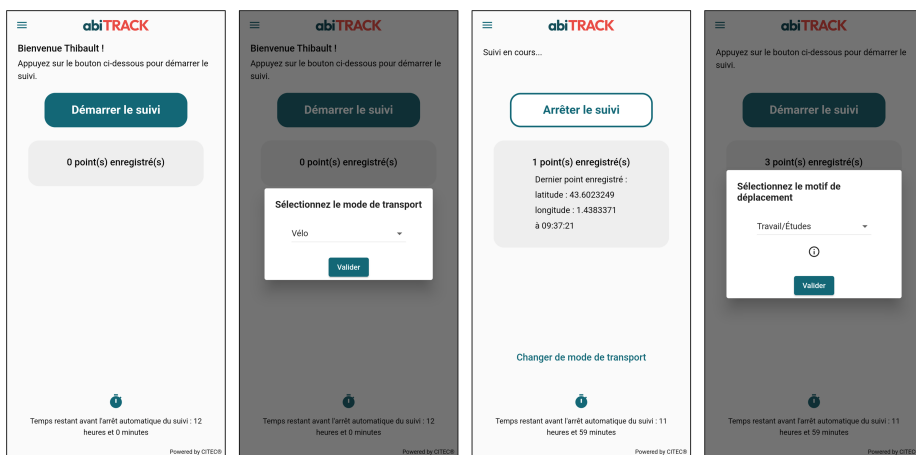 abiTRACK
Bienvenue Thibault !
Appuyez sur le bouton ci-dessous pour démarrer le
suivi.
Démarrer le suivi
0 point(s) enregistré(s)
Temps restant avant l'arrêt automatique du suivi : 12
heures et 0 minutes
Powered by CITEC®
abiTRACK
Bienvenue Thibault !
Appuyez sur le bouton ci-dessous pour démarrer le
suivi.
Démarrer le suivi
0 point(s) enregistré(s)
Sélectionnez le mode de transport
Vélo
Valider
Temps restant avant l'arrêt automatique du suivi : 12
heures et 0 minutes
Powered by CITEC®
abiTRACK
Suivi en cours...
Arrêter le suivi
1 point(s) enregistré(s)
Dernier point enregistré :
latitude : 43.6023249
longitude : 1.4383371
à 09:37:21
Changer de mode de transport
Temps restant avant l'arrêt automatique du suivi : 11
heures et 59 minutes
Powered by CITEC®
abiTRACK
Appuyez sur le bouton ci-dessous pour démarrer le
suivi.
Démarrer le suivi
3 point(s) enregistré(s)
Sélectionnez le motif de
déplacement
Travail/Études
Valider
Temps restant avant l'arrêt automatique du suivi : 11
heures et 59 minutes
Powered by CITEC